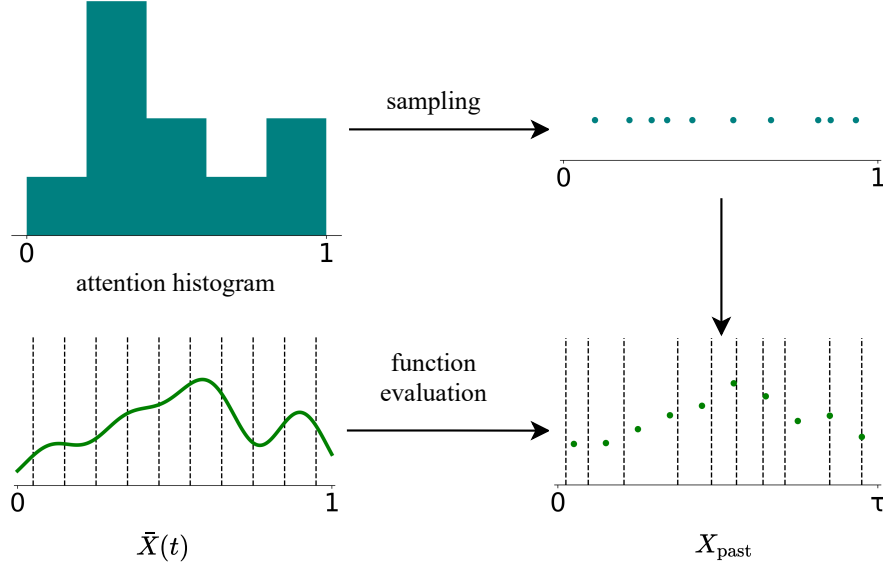 sampling
0 1
0 1
attention histogram
function
evaluation
0 1
0 τ
X̄(t)
X_past